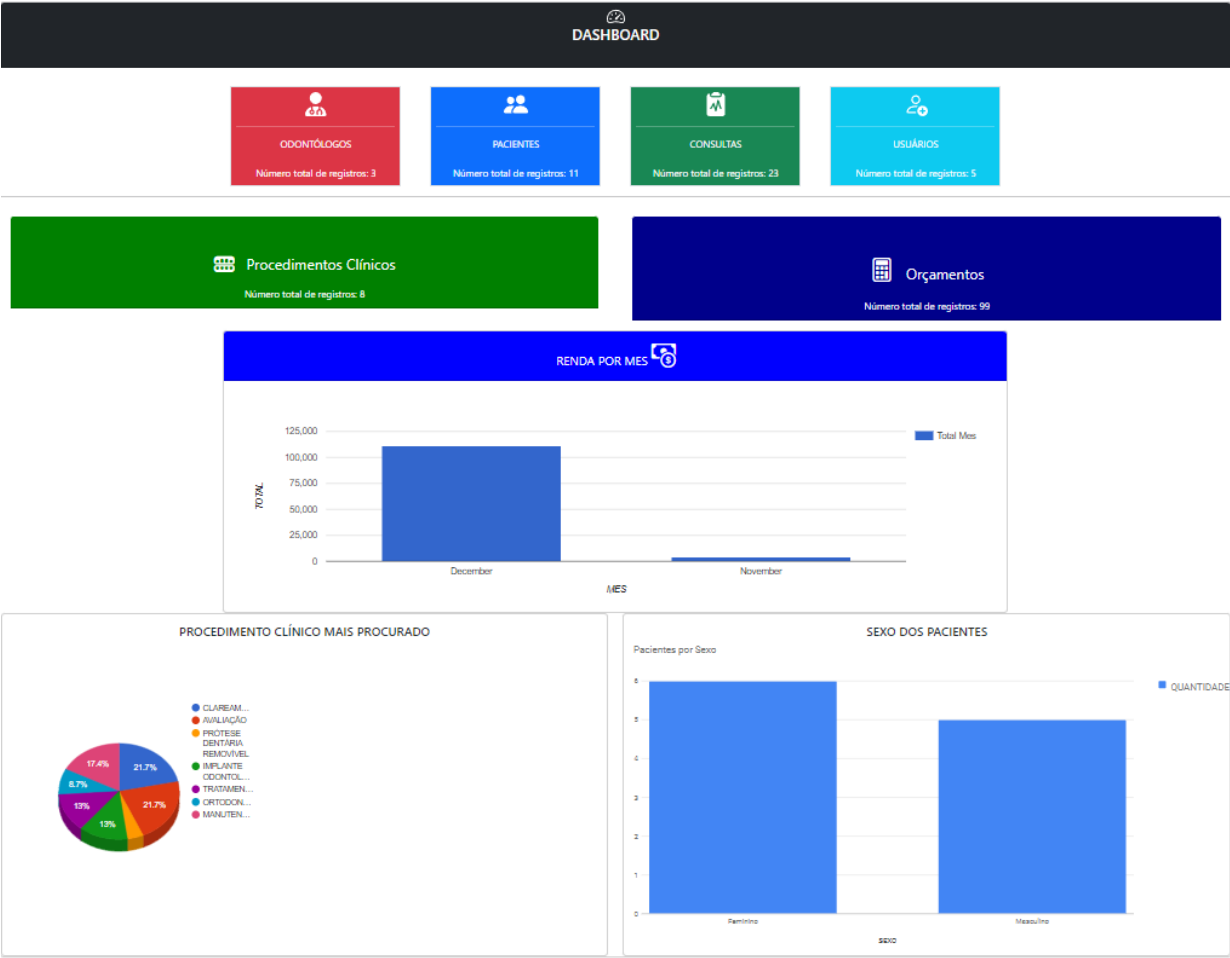 DASHBOARD
ODONTÓLOGOS
Número total de registros: 3
PACIENTES
Número total de registros: 11
CONSULTAS
Número total de registros: 23
USUÁRIOS
Número total de registros: 5
Procedimentos Clínicos
Número total de registros: 8
Orçamentos
Número total de registros: 99
RENDA POR MES
125,000
100,000
75,000
50,000
25,000
0
TOTAL
December
November
MES
Total Mes
PROCEDIMENTO CLÍNICO MAIS PROCURADO
21.7%
21.7%
13%
13%
8.7%
17.4%
CLAREAM...
AVALIAÇÃO
PRÓTESE
DENTÁRIA
REMOVÍVEL
IMPLANTE
ODONTOL...
TRATAMEN...
ORTODON...
MANUTEN...
SEXO DOS PACIENTES
Pacientes por Sexo
6
5
4
3
2
1
0
Feminino
Masculino
SEXO
QUANTIDADE